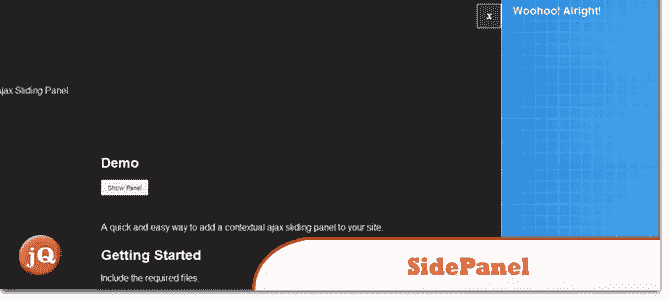 x
Woohoo! Alright!
Ajax Sliding Panel
Demo
Show Panel
A quick and easy way to add a contextual ajax sliding panel to your site.
Getting Started
Include the required files.
jQ
SidePanel